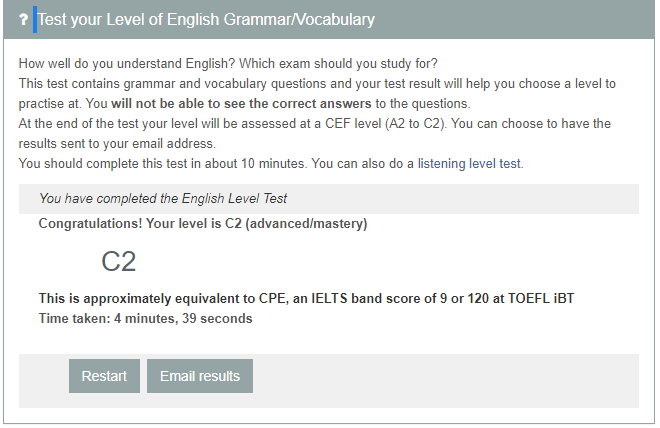 ? Test your Level of English Grammar/Vocabulary
How well do you understand English? Which exam should you study for?
This test contains grammar and vocabulary questions and your test result will help you choose a level to
practise at. You will not be able to see the correct answers to the questions.
At the end of the test your level will be assessed at a CEF level (A2 to C2). You can choose to have the
results sent to your email address.
You should complete this test in about 10 minutes. You can also do a listening level test.
You have completed the English Level Test
Congratulations! Your level is C2 (advanced/mastery)
C2
This is approximately equivalent to CPE, an IELTS band score of 9 or 120 at TOEFL iBT
Time taken: 4 minutes, 39 seconds
Restart Email results